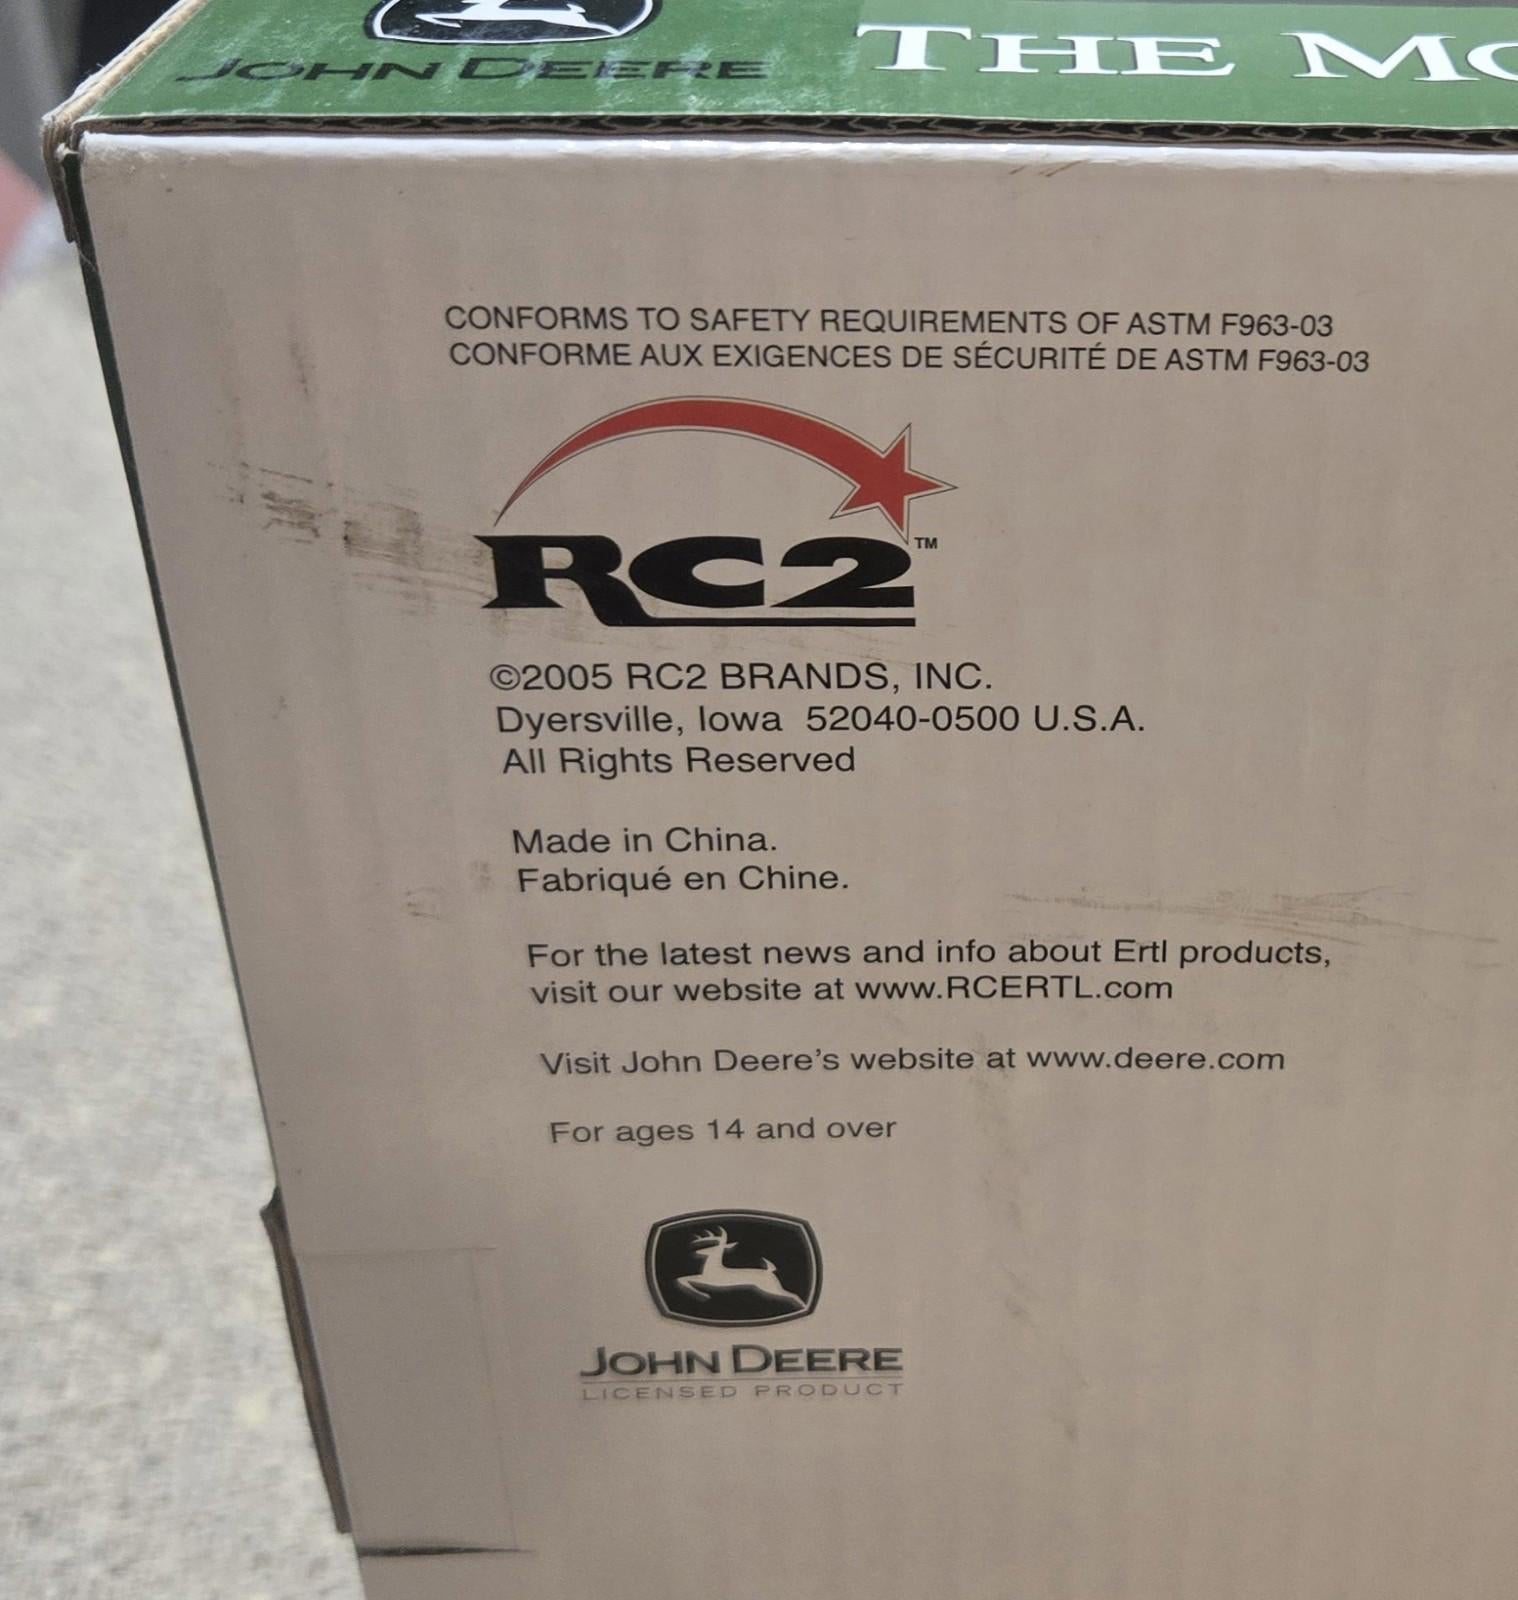 JOHN DEERE
THE
CONFORMS TO SAFETY REQUIREMENTS OF ASTM F963-03
CONFORME AUX EXIGENCES DE SÉCURITÉ DE ASTM F963-03
RC2™
©2005 RC2 BRANDS, INC.
Dyersville, Iowa 52040-0500 U.S.A.
All Rights Reserved
Made in China.
Fabriqué en Chine.
For the latest news and info about Ertl products,
visit our website at www.RCERTL.com
Visit John Deere's website at www.deere.com
For ages 14 and over
JOHN DEERE
LICENSED PRODUCT